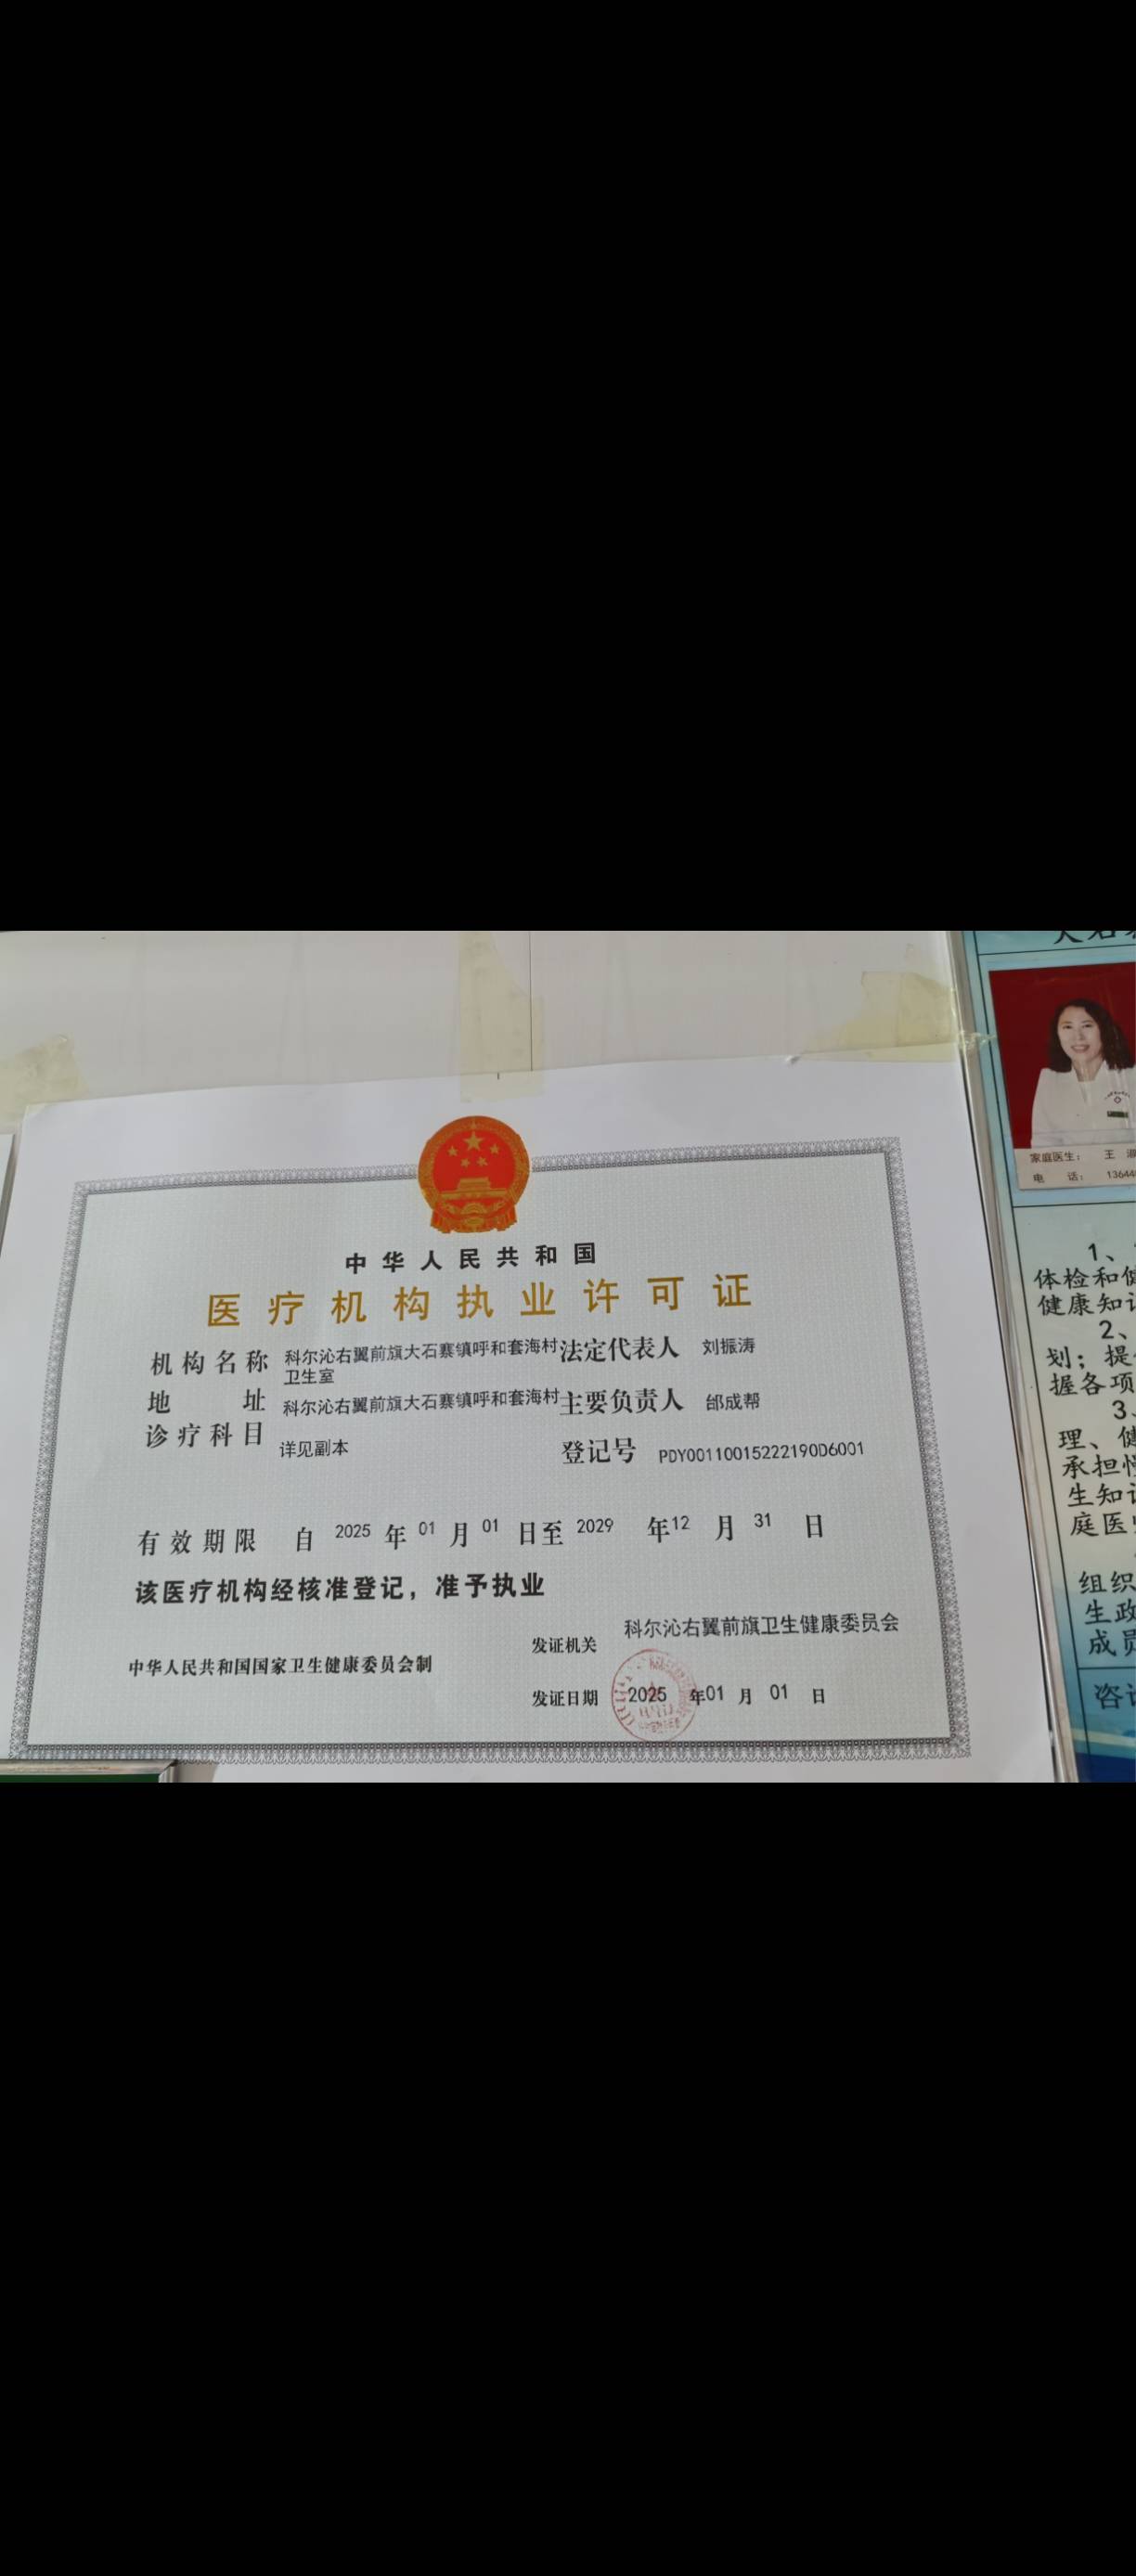 中华人民共和国
医疗机构执业许可证
机构名称 科尔沁右翼前旗大石寨镇呼和套海村卫生室
法定代表人 刘振涛
地址 科尔沁右翼前旗大石寨镇呼和套海村
主要负责人 邰成帮
诊疗科目 详见副本
登记号 PDY00110015222190D6001
有效期限 自 2025 年 01 月 01 日至 2029 年 12 月 31 日
该医疗机构经核准登记，准予执业
发证机关 科尔沁右翼前旗卫生健康委员会
中华人民共和国国家卫生健康委员会制
发证日期 2025 年 01 月 01 日
家庭医生： 王
电 话： 13644
1、
体检和健
健康知识
2、
划；提
握各项
3、
理、健
承担慢
生知识
庭医
组织
生政
成员
咨询